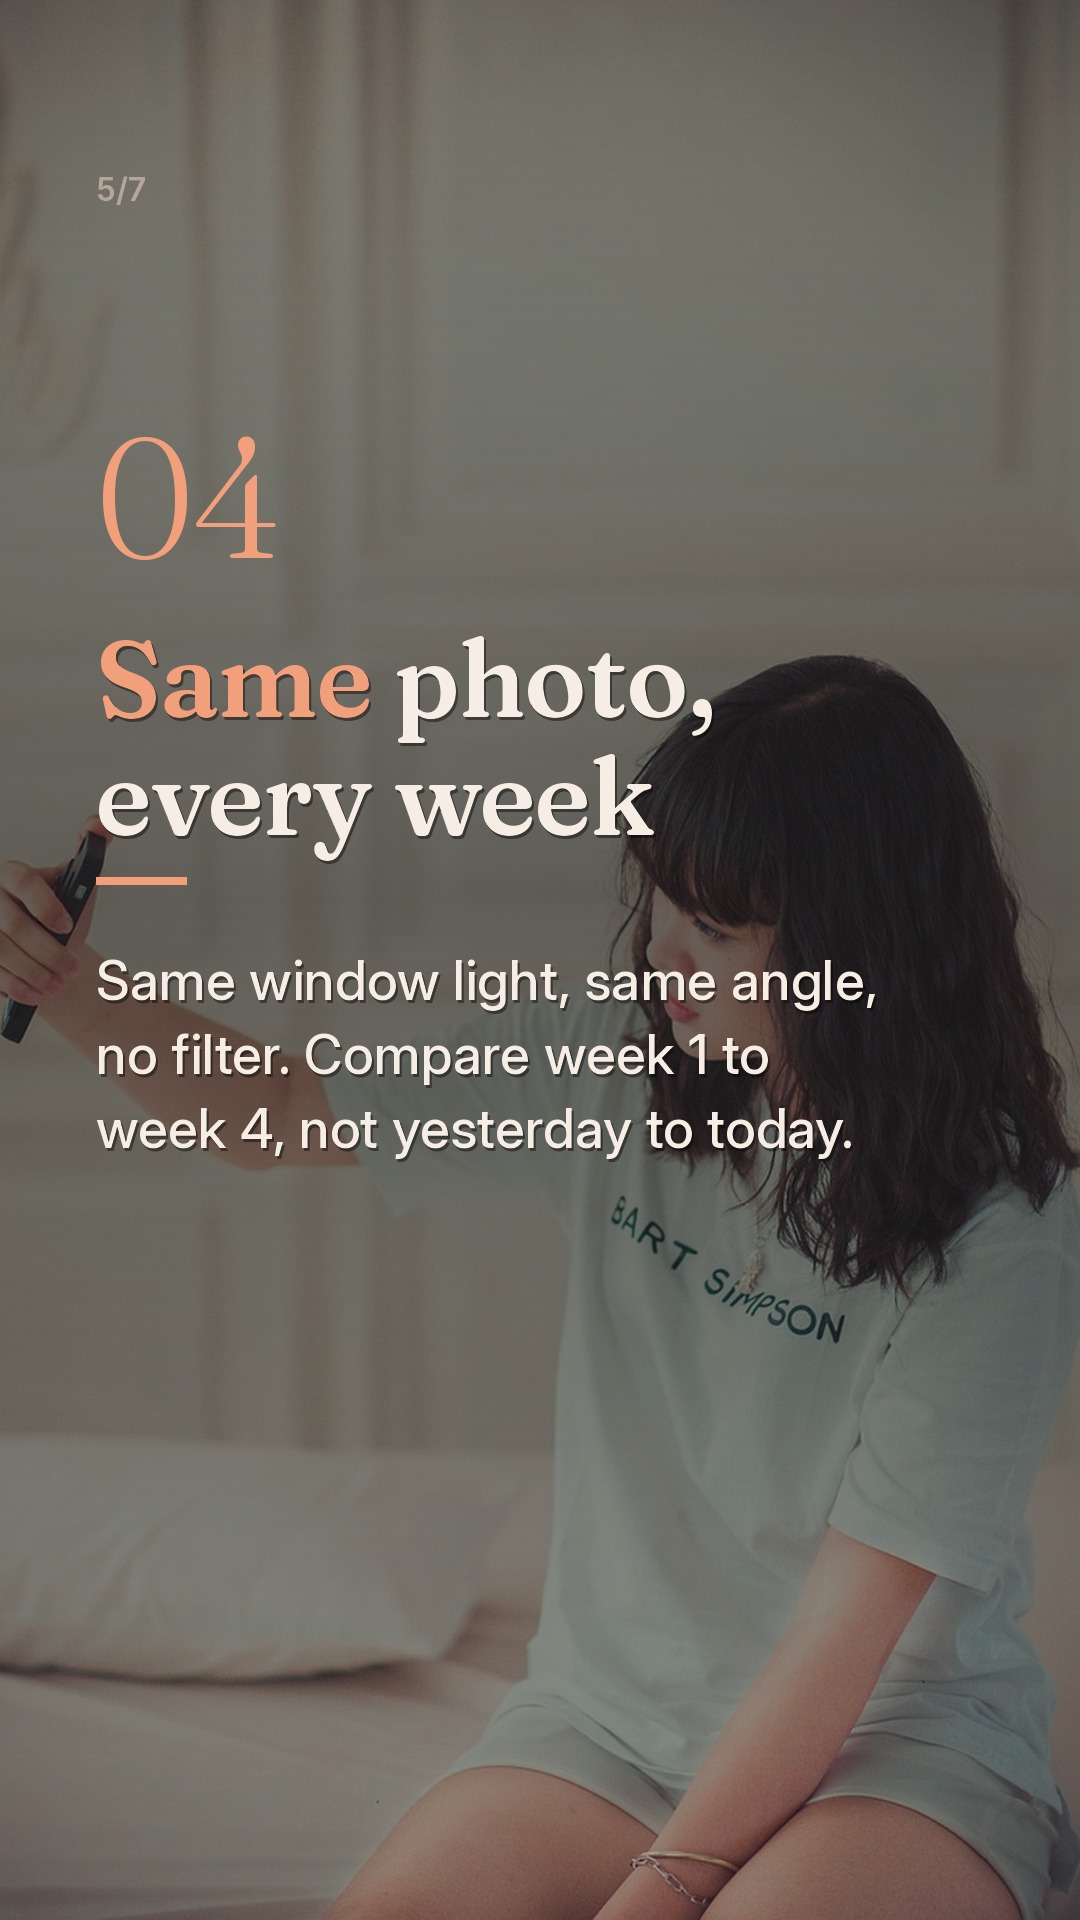 5/7
04
Same photo,
every week
Same window light, same angle,
no filter. Compare week 1 to
week 4, not yesterday to today.
BART SIMPSON